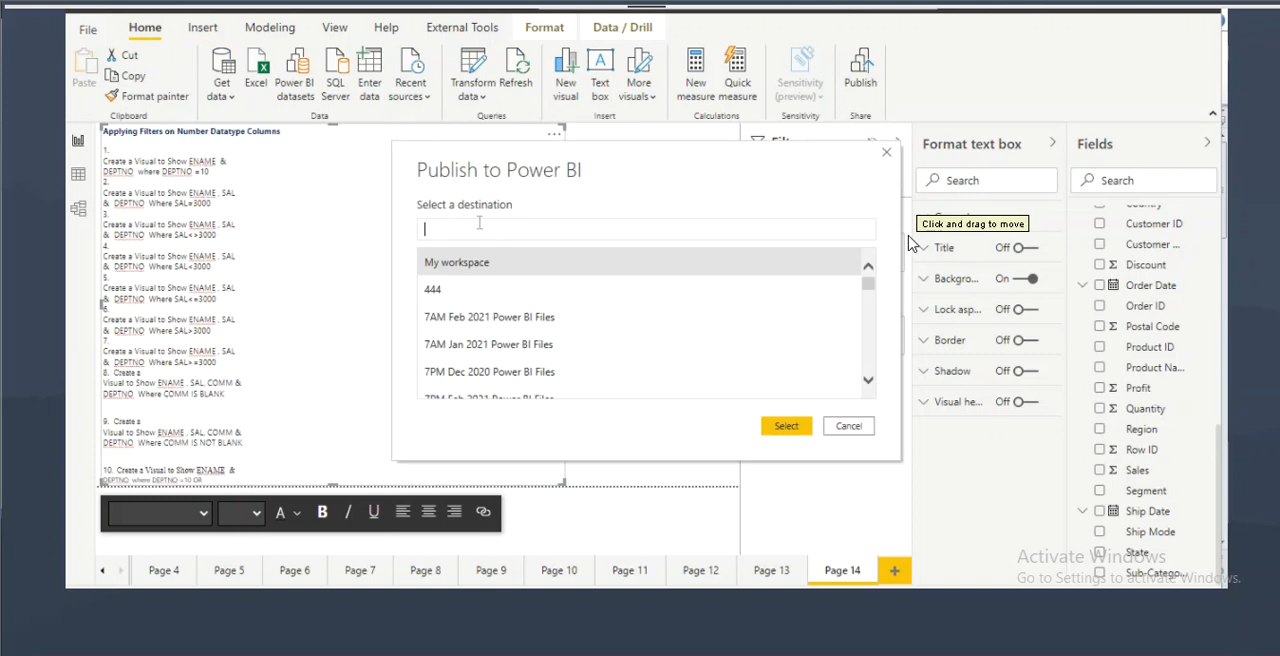 File
Home
Insert
Modeling
View
Help
External Tools
Format
Data / Drill
Paste
Cut
Copy
Format painter
Get data
Excel
Power BI datasets
SQL Server
Enter data
Recent sources
Transform data
Refresh
New visual
Text box
More visuals
New measure
Quick measure
Sensitivity (preview)
Publish
Clipboard
Data
Queries
Insert
Calculations
Sensitivity
Share
Applying Filters on Number Datatype Columns
1.
Create a Visual to Show ENAME &
DEPTNO where DEPTNO =10
2.
Create a Visual to Show ENAME , SAL
& DEPTNO Where SAL=3000
3.
Create a Visual to Show ENAME , SAL
& DEPTNO Where SAL<>3000
4.
Create a Visual to Show ENAME , SAL
& DEPTNO Where SAL<3000
5.
Create a Visual to Show ENAME , SAL
& DEPTNO Where SAL<=3000
6.
Create a Visual to Show ENAME , SAL
& DEPTNO Where SAL>3000
7.
Create a Visual to Show ENAME , SAL
& DEPTNO Where SAL>=3000
8. Create a
Visual to Show ENAME , SAL, COMM &
DEPTNO Where COMM IS BLANK
9. Create a
Visual to Show ENAME , SAL, COMM &
DEPTNO Where COMM IS NOT BLANK
10. Create a Visual to Show ENAME &
DEPTNO where DEPTNO =10 OR
Publish to Power BI
Select a destination
My workspace
444
7AM Feb 2021 Power BI Files
7AM Jan 2021 Power BI Files
7PM Dec 2020 Power BI Files
7PM Feb 2021 Power BI Files
Select
Cancel
Format text box
Search
Click and drag to move
Title Off
Backgro... On
Lock asp... Off
Border Off
Shadow Off
Visual he... Off
Fields
Search
Country
Customer ID
Customer ...
Discount
Order Date
Order ID
Postal Code
Product ID
Product Na...
Profit
Quantity
Region
Row ID
Sales
Segment
Ship Date
Ship Mode
State
Sub-Catego...
A
B
I
U
Page 4
Page 5
Page 6
Page 7
Page 9
Page 10
Page 11
Page 12
Page 13
Page 14
+
Activate Windows
Go to Settings to activate Windows.